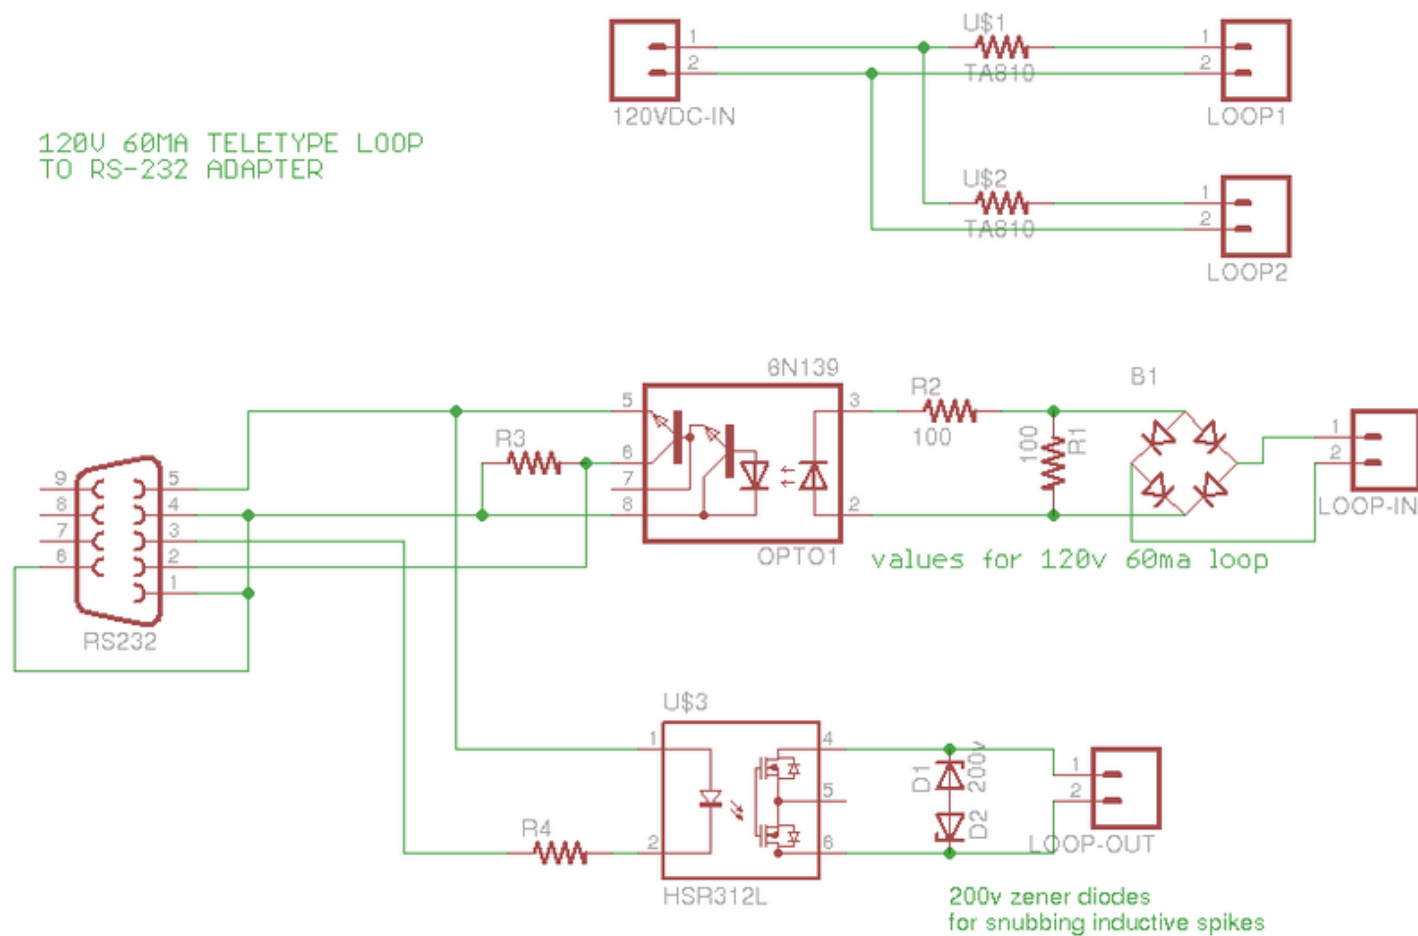 U$1
1
2
TA810
1
2
120VDC-IN
LOOP1
120V 60MA TELETYPE LOOP
TO RS-232 ADAPTER
U$2
1
2
TA810
LOOP2
6N139
B1
R2
100
5
3
R3
100
R1
6
7
8
2
1
2
LOOP-IN
9
8
7
6
5
4
3
2
1
OPTO1
values for 120v 60ma loop
RS232
U$3
1
2
4
5
6
D1
200v
D2
1
2
R4
LOOP-OUT
HSR312L
200v zener diodes
for snubbing inductive spikes